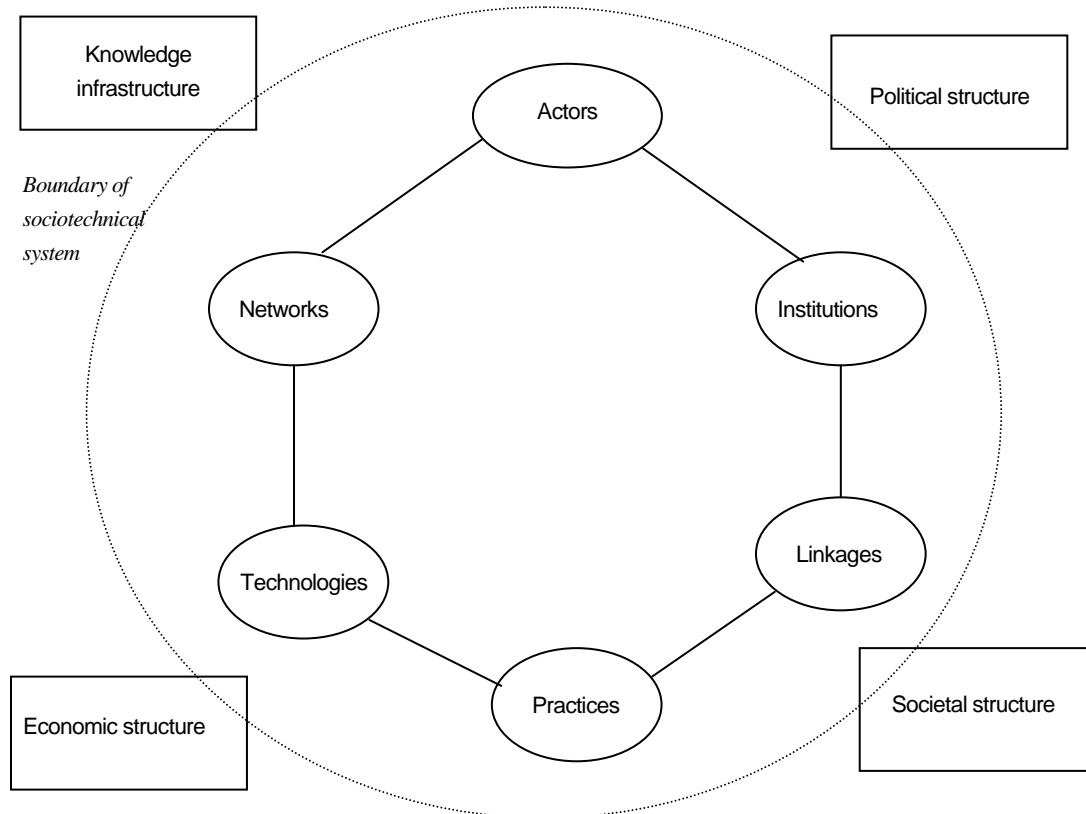 Knowledge
infrastructure
Actors
Political structure
Boundary of
sociotechnical
system
Networks
Institutions
Technologies
Linkages
Practices
Economic structure
Societal structure